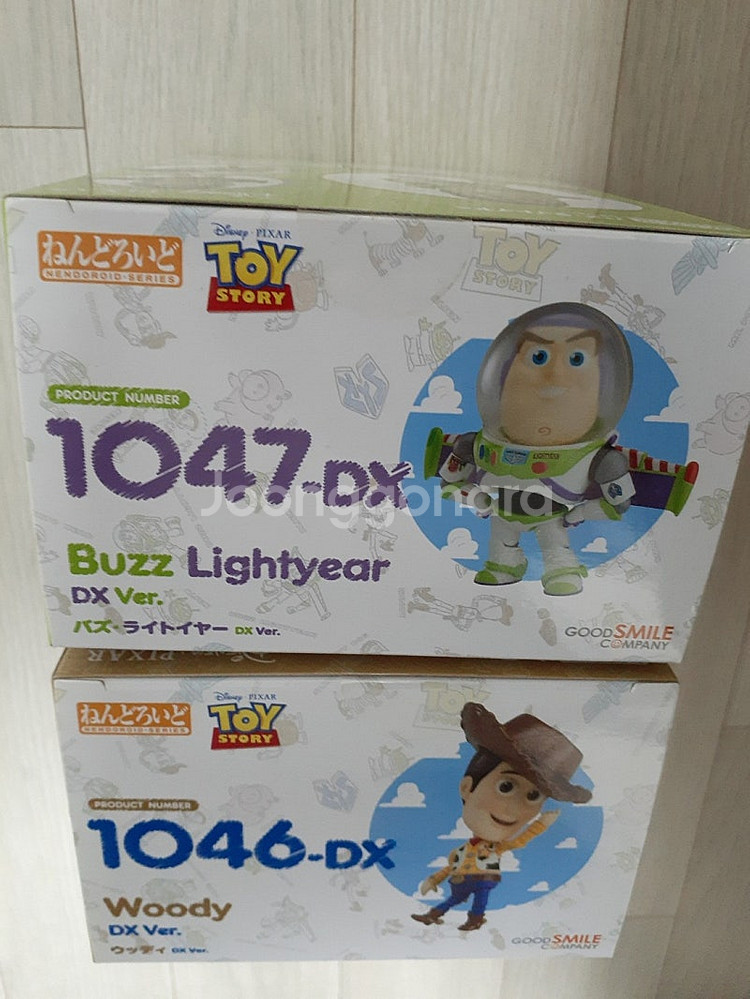 ねんどろいど
NENDOROID-SERIES
Disney · PIXAR
TOY
STORY
TOY
STORY
PRODUCT NUMBER
1047-DX
Joonggonara
Buzz Lightyear
DX Ver.
バズ・ライトイヤー DX Ver.
GOOD SMILE
COMPANY
ねんどろいど
NENDOROID-SERIES
Disney · PIXAR
TOY
STORY
PRODUCT NUMBER
1046-DX
Woody
DX Ver.
ウッディ DX Ver.
GOOD SMILE
COMPANY